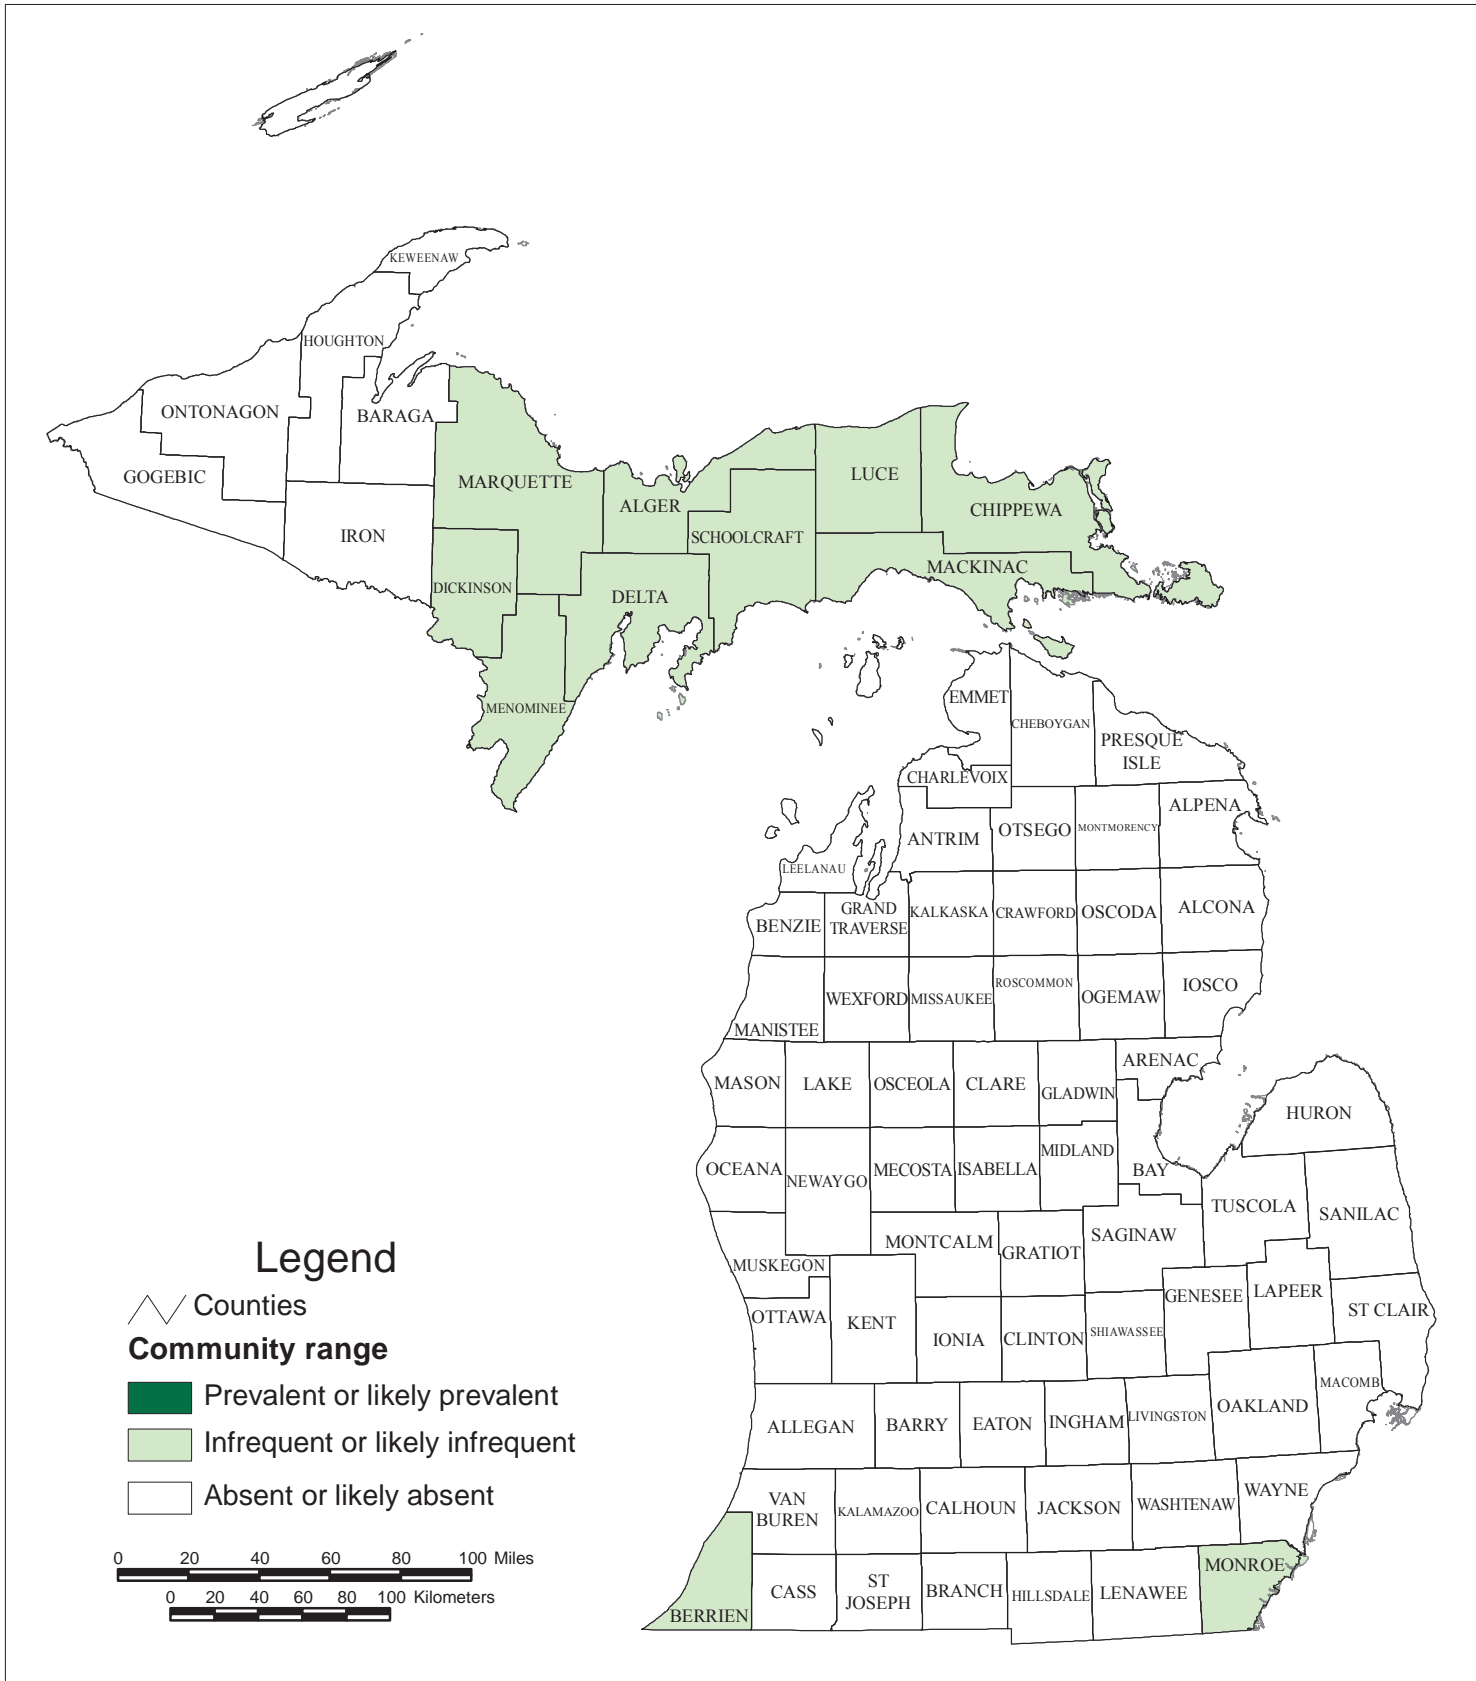 KEWEENAW
HOUGHTON
ONTONAGON
BARAGA
GOGEBIC
MARQUETTE
LUCE
ALGER
CHIPPEWA
IRON
SCHOOLCRAFT
MACKINAC
DICKINSON
DELTA
MENOMINEE
EMMET
CHEBOYGAN
PRESQUE
ISLE
CHARLEVOIX
ALPENA
ANTRIM
OTSEGO
MONTMORENCY
LEELANAU
BENZIE
GRAND
TRAVERSE
KALKASKA
CRAWFORD
OSCODA
ALCONA
MANISTEE
WEXFORD
MISSAUKEE
ROSCOMMON
OGEMAW
IOSCO
ARENAC
MASON
LAKE
OSCEOLA
CLARE
GLADWIN
HURON
OCEANA
NEWAYGO
MECOSTA
ISABELLA
MIDLAND
BAY
TUSCOLA
SANILAC
MUSKEGON
MONTCALM
GRATIOT
SAGINAW
GENESEE
LAPEER
ST CLAIR
OTTAWA
KENT
IONIA
CLINTON
SHIAWASSEE
OAKLAND
MACOMB
ALLEGAN
BARRY
EATON
INGHAM
LIVINGSTON
VAN
BUREN
KALAMAZOO
CALHOUN
JACKSON
WASHTENAW
WAYNE
BERRIEN
CASS
ST
JOSEPH
BRANCH
HILLSDALE
LENAWEE
MONROE
Legend
Counties
Community range
Prevalent or likely prevalent
Infrequent or likely infrequent
Absent or likely absent
0 20 40 60 80 100 Miles
0 20 40 60 80 100 Kilometers